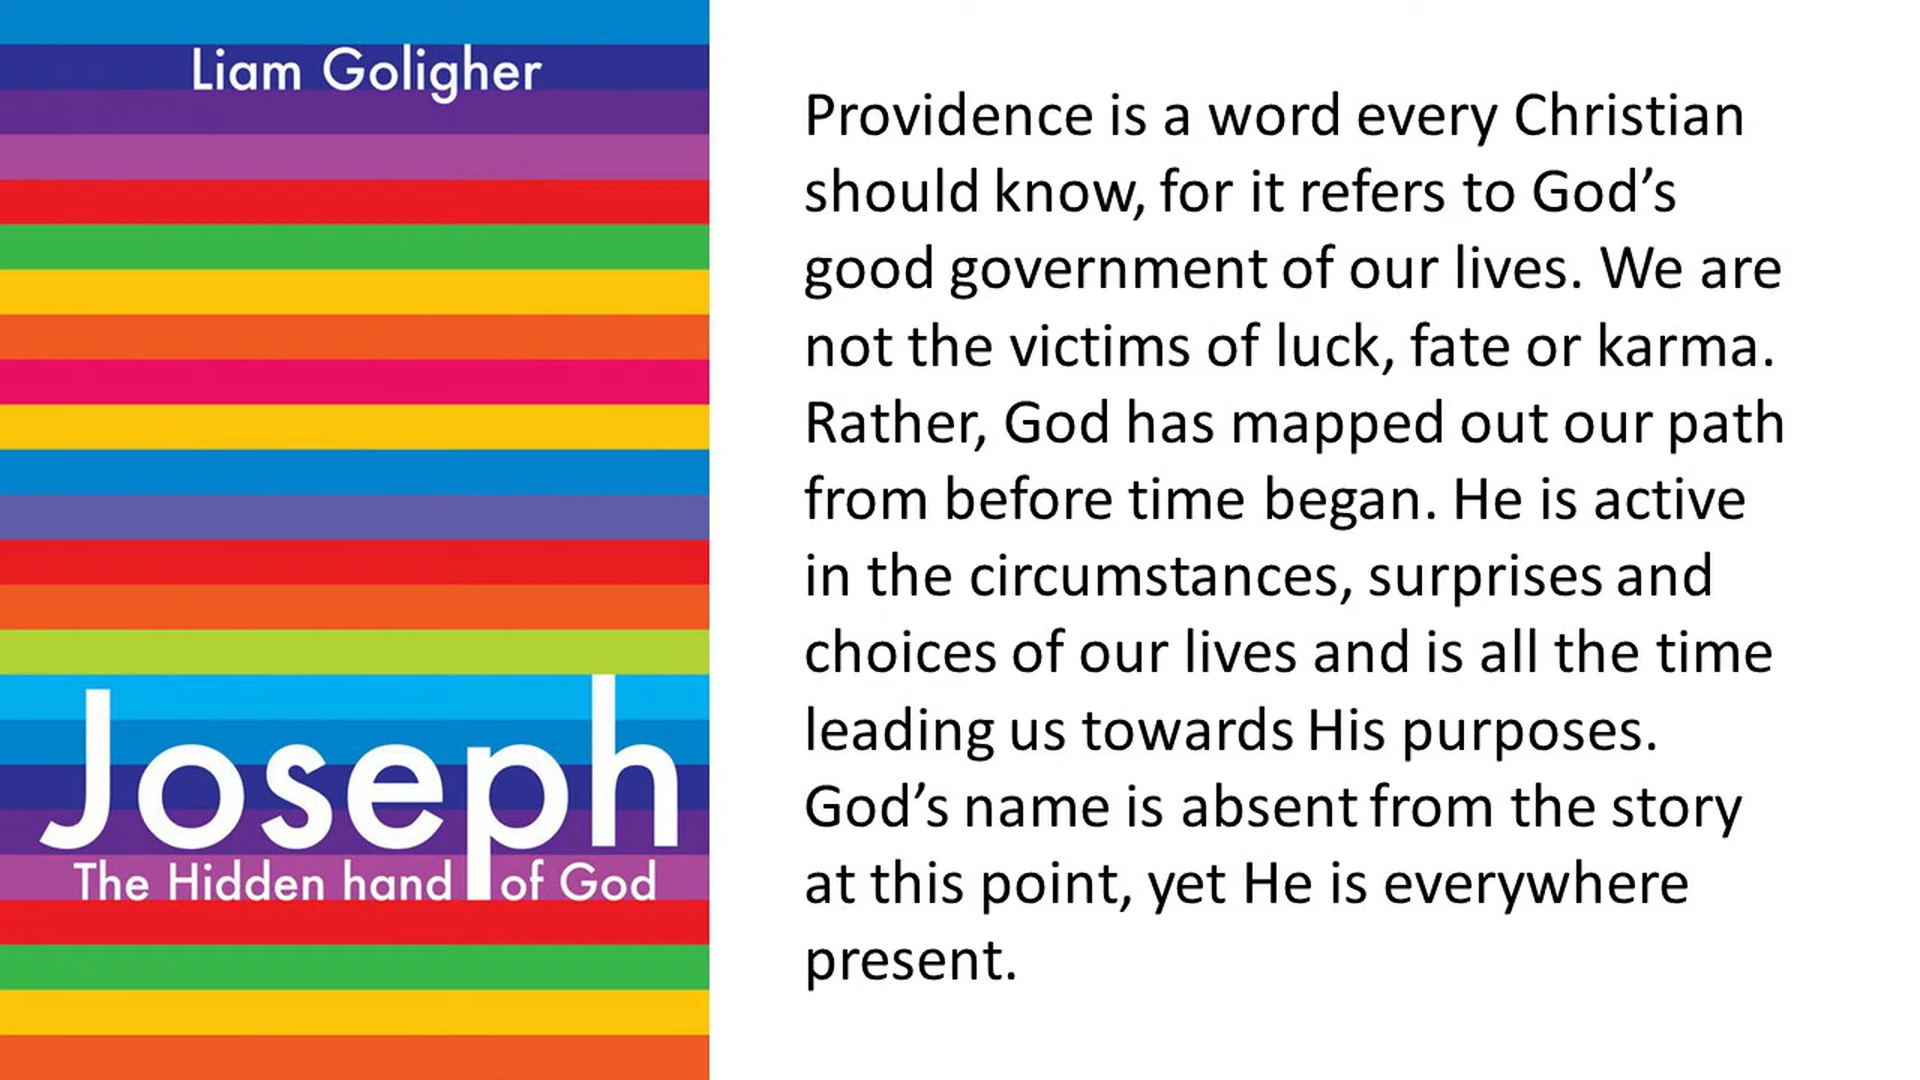 Liam Goligher
Joseph
The Hidden hand of God
Providence is a word every Christian
should know, for it refers to God’s
good government of our lives. We are
not the victims of luck, fate or karma.
Rather, God has mapped out our path
from before time began. He is active
in the circumstances, surprises and
choices of our lives and is all the time
leading us towards His purposes.
God’s name is absent from the story
at this point, yet He is everywhere
present.